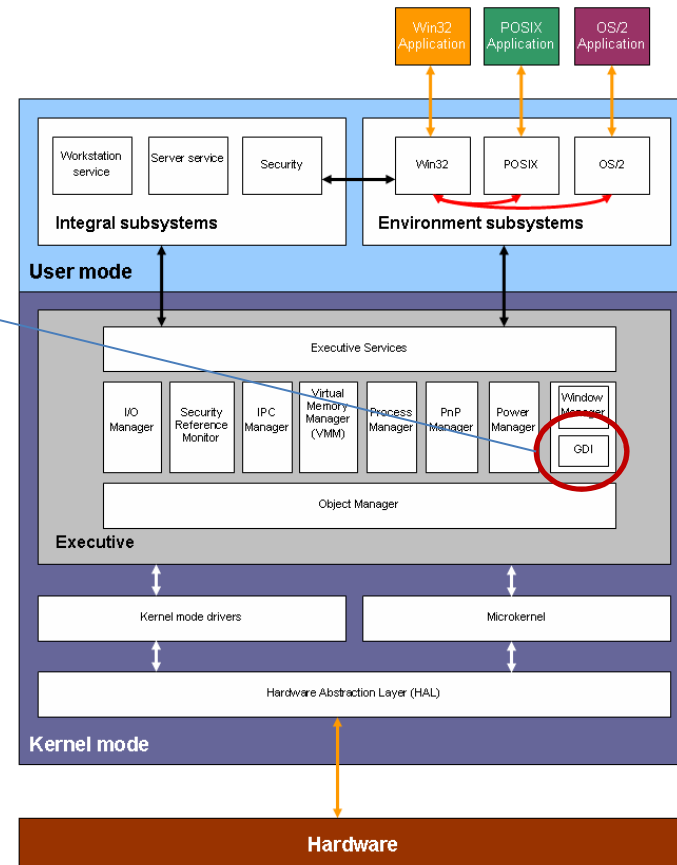 Win32
Application
POSIX
Application
OS/2
Application
Workstation
service
Server service
Security
Win32
POSIX
OS/2
Integral subsystems
Environment subsystems
User mode
Executive Services
I/O
Manager
Security
Reference
Monitor
IPC
Manager
Virtual
Memory
Manager
(VMM)
Process
Manager
PnP
Manager
Power
Manager
Window
Manager
GDI
Object Manager
Executive
Kernel mode drivers
Microkernel
Hardware Abstraction Layer (HAL)
Kernel mode
Hardware